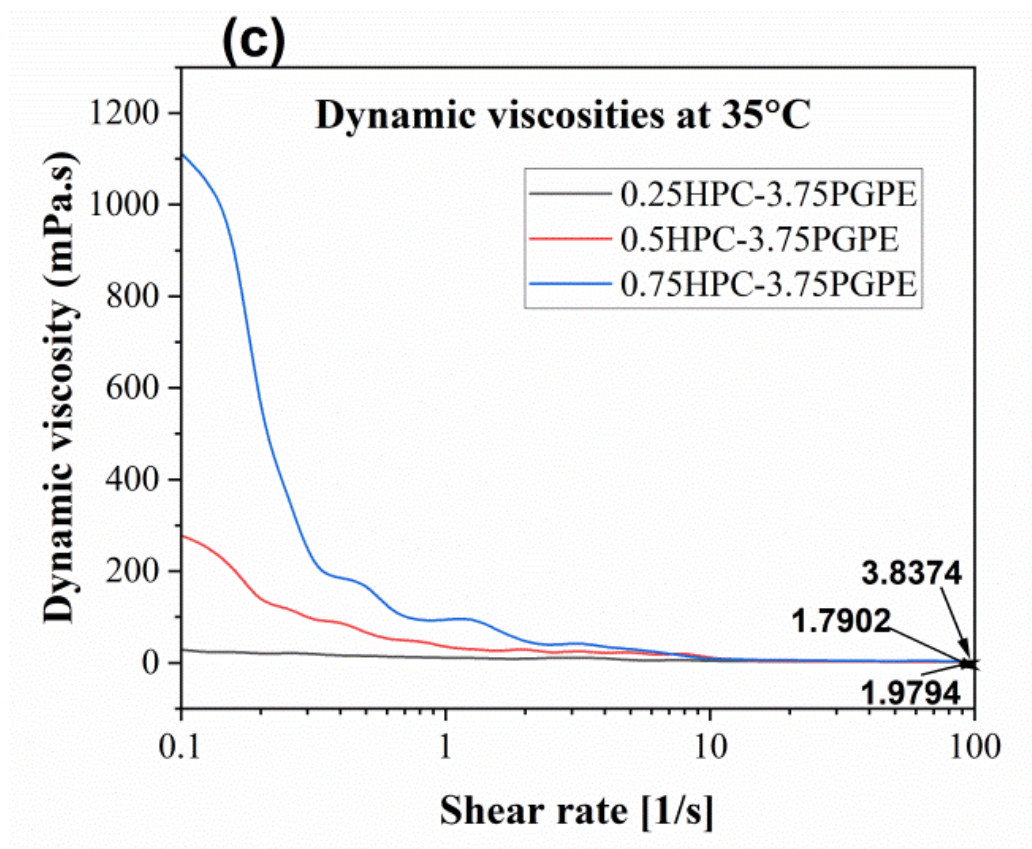 (c)
Dynamic viscosities at 35°C
0.25HPC-3.75PGPE
0.5HPC-3.75PGPE
0.75HPC-3.75PGPE
Dynamic viscosity (mPa.s)
1200
1000
800
600
400
200
0
3.8374
1.7902
1.9794
0.1
1
10
100
Shear rate [1/s]